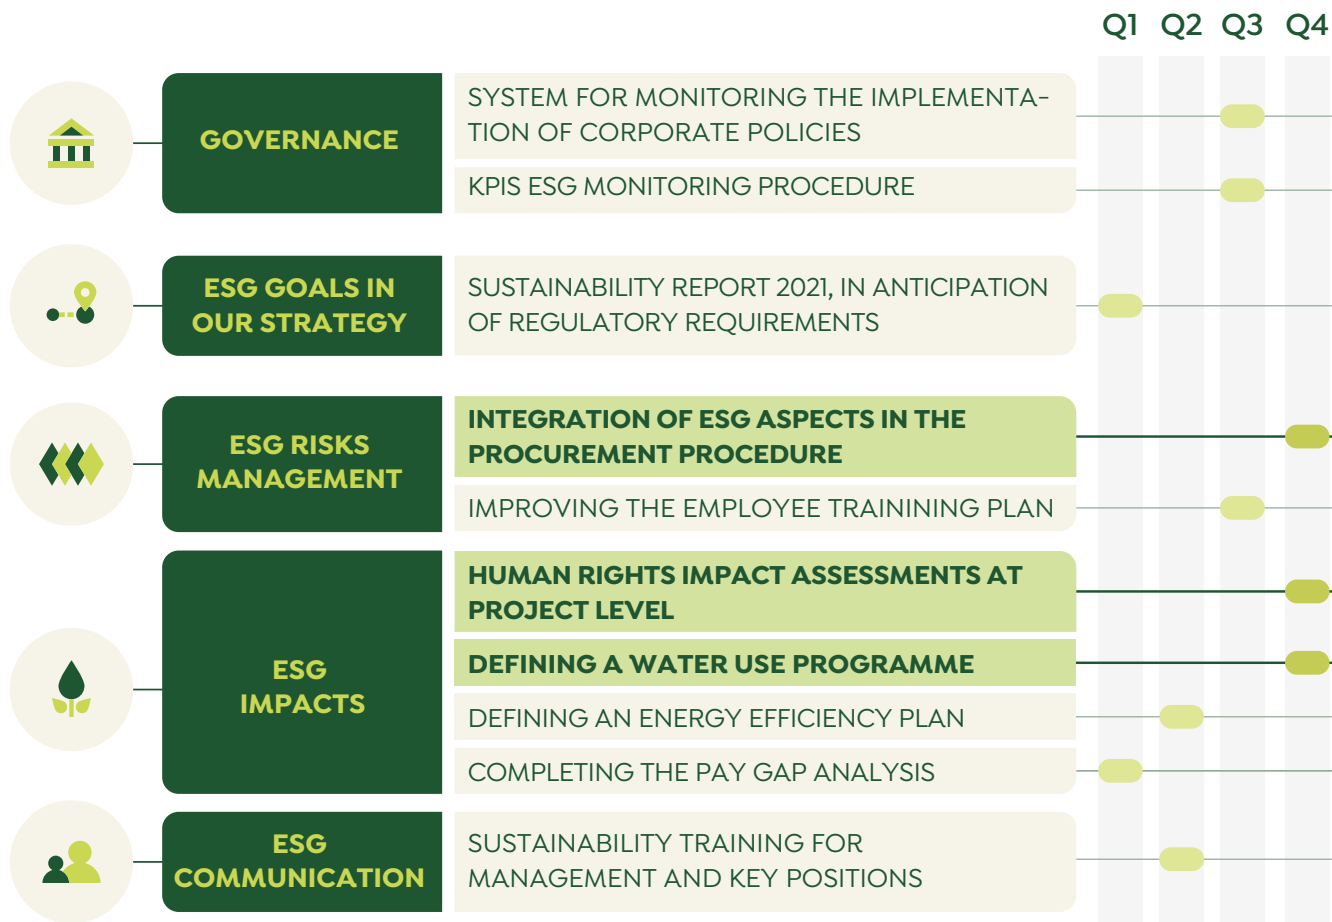 Q1 Q2 Q3 Q4
GOVERNANCE
SYSTEM FOR MONITORING THE IMPLEMENTA-
TION OF CORPORATE POLICIES
KPIS ESG MONITORING PROCEDURE
ESG GOALS IN
OUR STRATEGY
SUSTAINABILITY REPORT 2021, IN ANTICIPATION
OF REGULATORY REQUIREMENTS
ESG RISKS
MANAGEMENT
INTEGRATION OF ESG ASPECTS IN THE
PROCUREMENT PROCEDURE
IMPROVING THE EMPLOYEE TRAININING PLAN
ESG
IMPACTS
HUMAN RIGHTS IMPACT ASSESSMENTS AT
PROJECT LEVEL
DEFINING A WATER USE PROGRAMME
DEFINING AN ENERGY EFFICIENCY PLAN
COMPLETING THE PAY GAP ANALYSIS
ESG
COMMUNICATION
SUSTAINABILITY TRAINING FOR
MANAGEMENT AND KEY POSITIONS